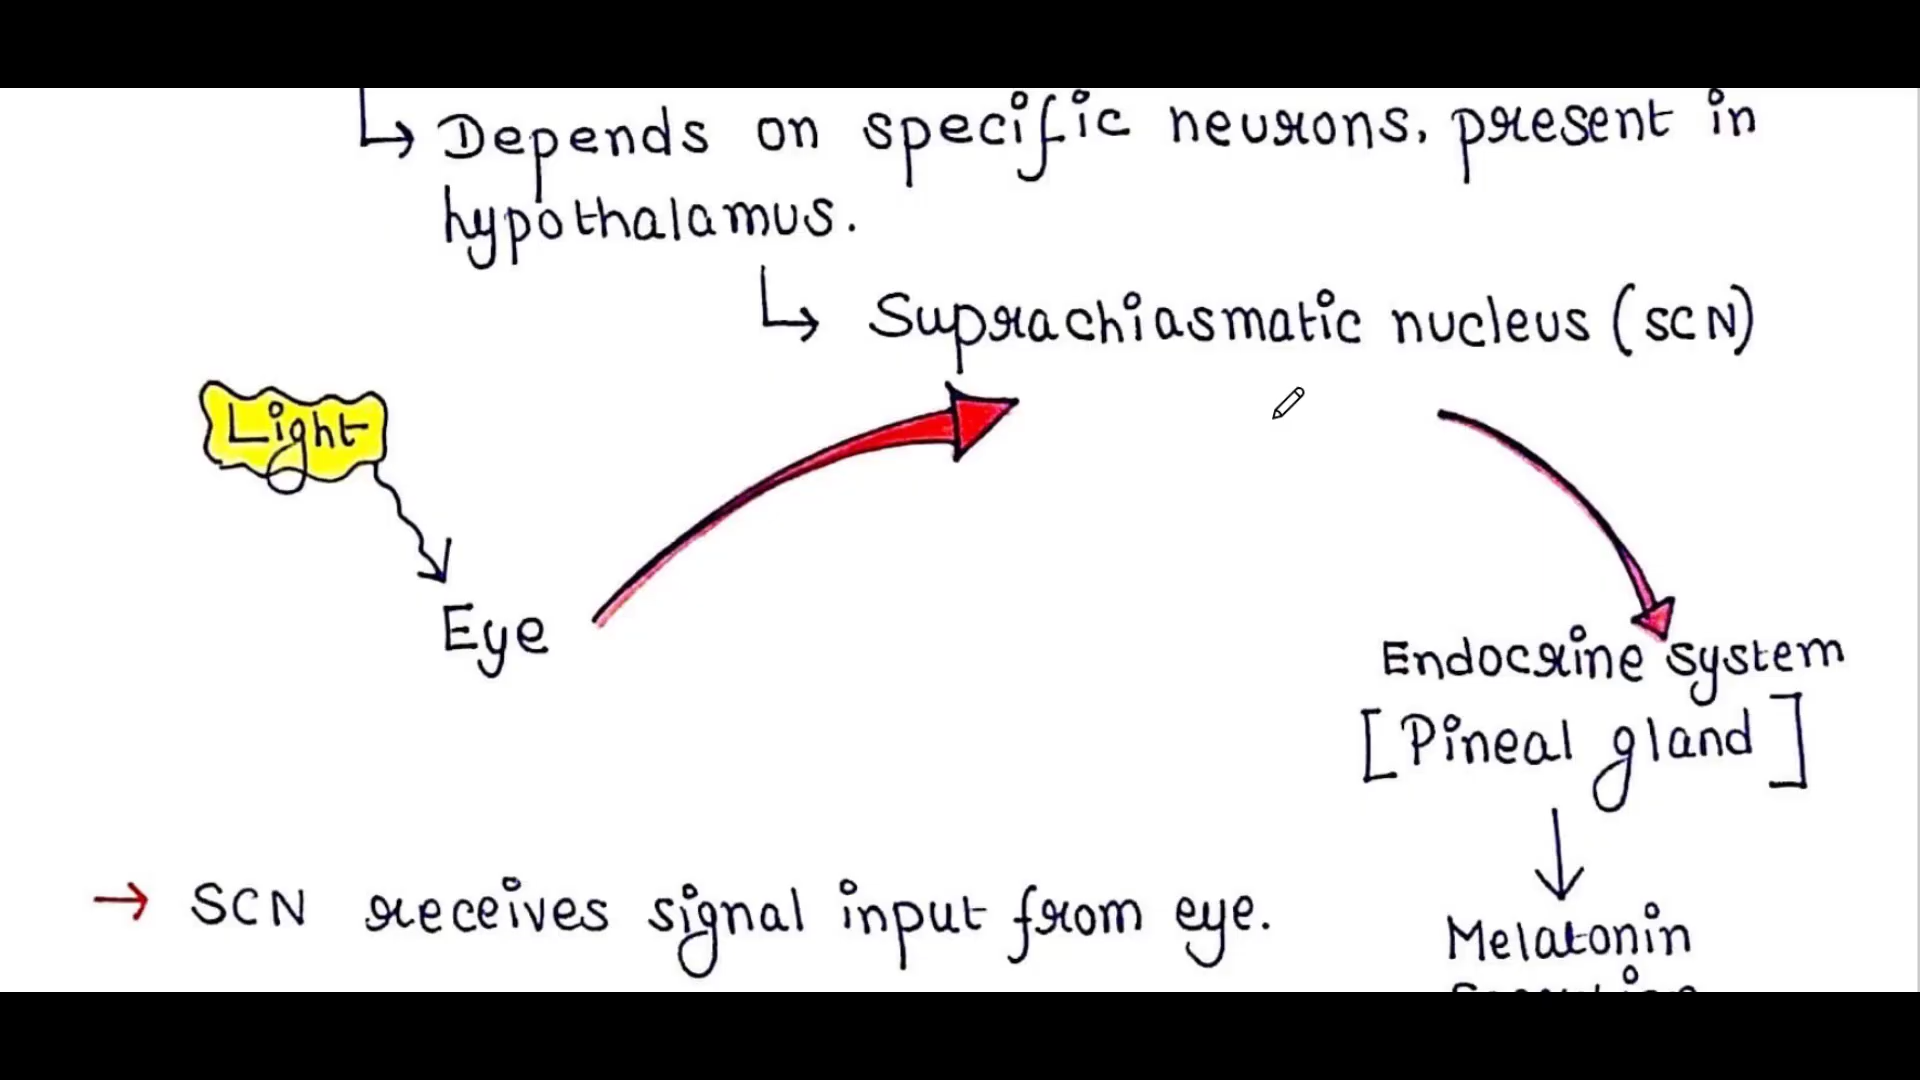 ↳ Depends on specific neurons, present in
hypothalamus.
↳ Suprachiasmatic nucleus (SCN)
Light
Eye
Endocrine system
[Pineal gland]
→ SCN receives signal input from eye.
Melatonin